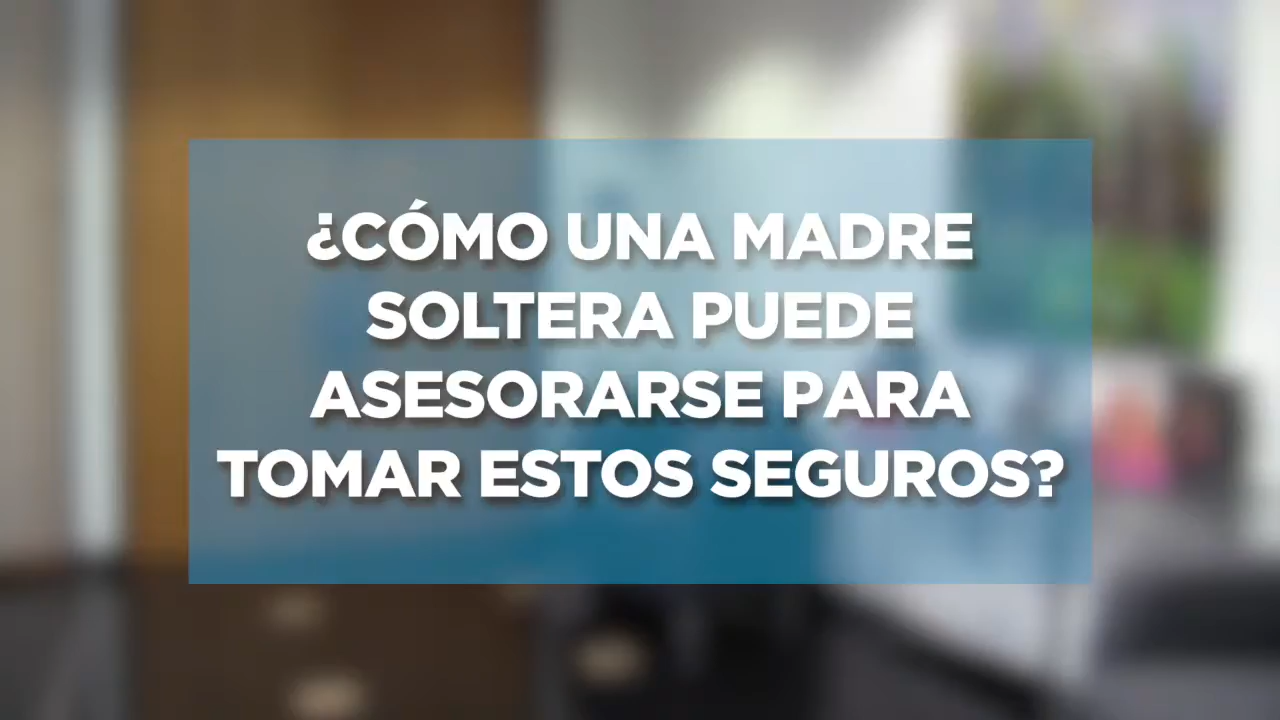 ¿CÓMO UNA MADRE
SOLTERA PUEDE
ASESORARSE PARA
TOMAR ESTOS SEGUROS?